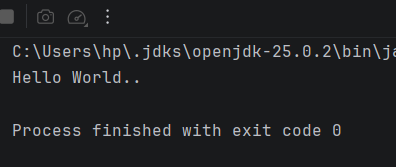 C:\Users\hp\.jdks\openjdk-25.0.2\bin\ja
Hello World..
Process finished with exit code 0